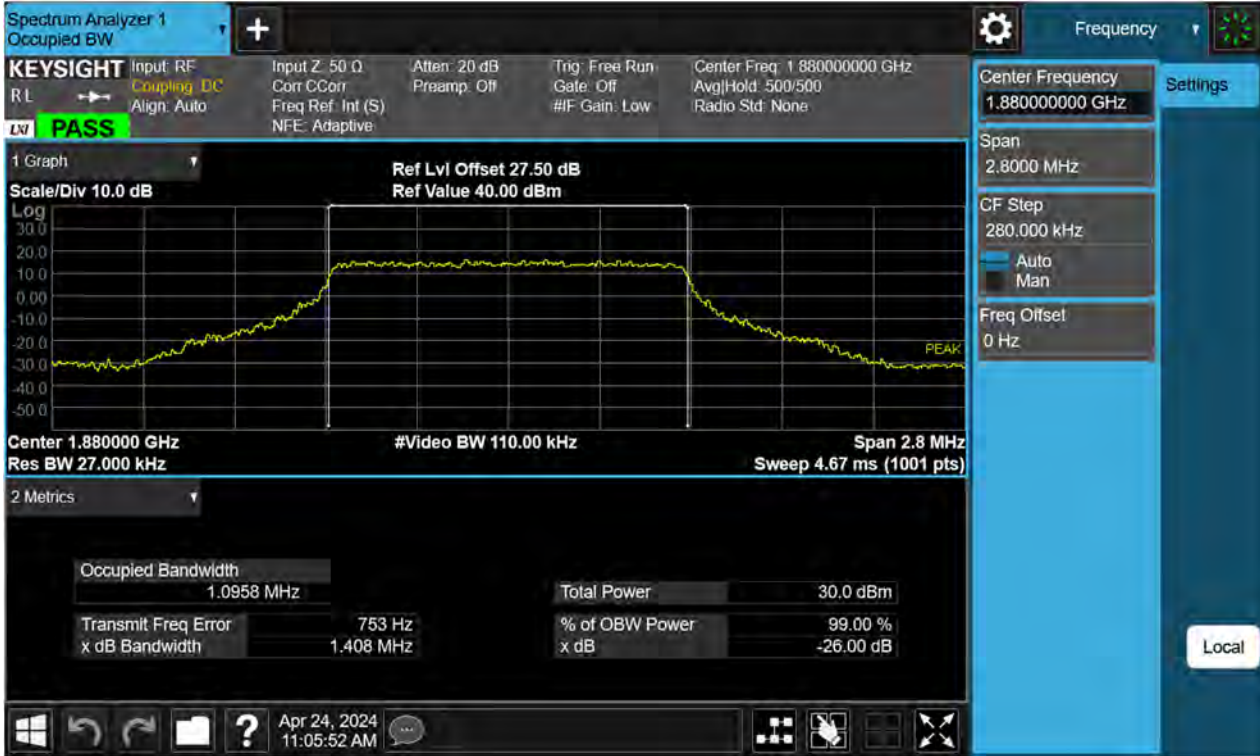 Spectrum Analyzer 1
Occupied BW
+
Frequency
KEYSIGHT
R L
LXI
PASS
Input: RF
Coupling: DC
Align: Auto
Input Z: 50 Ω
Corr CCorr
Freq Ref: Int (S)
NFE: Adaptive
Atten: 20 dB
Preamp: Off
Trig: Free Run
Gate: Off
#IF Gain: Low
Center Freq: 1.880000000 GHz
Avg|Hold: 500/500
Radio Std: None
1 Graph
Scale/Div 10.0 dB
Ref Lvl Offset 27.50 dB
Ref Value 40.00 dBm
Log
30.0
20.0
10.0
0.00
-10.0
-20.0
-30.0
-40.0
-50.0
PEAK
Center 1.880000 GHz
#Video BW 110.00 kHz
Span 2.8 MHz
Res BW 27.000 kHz
Sweep 4.67 ms (1001 pts)
2 Metrics
Occupied Bandwidth
1.0958 MHz
Transmit Freq Error 753 Hz
x dB Bandwidth 1.408 MHz
Total Power 30.0 dBm
% of OBW Power 99.00 %
x dB -26.00 dB
Center Frequency
1.880000000 GHz
Span
2.8000 MHz
CF Step
280.000 kHz
Auto
Man
Freq Offset
0 Hz
Settings
Local
?
Apr 24, 2024
11:05:52 AM